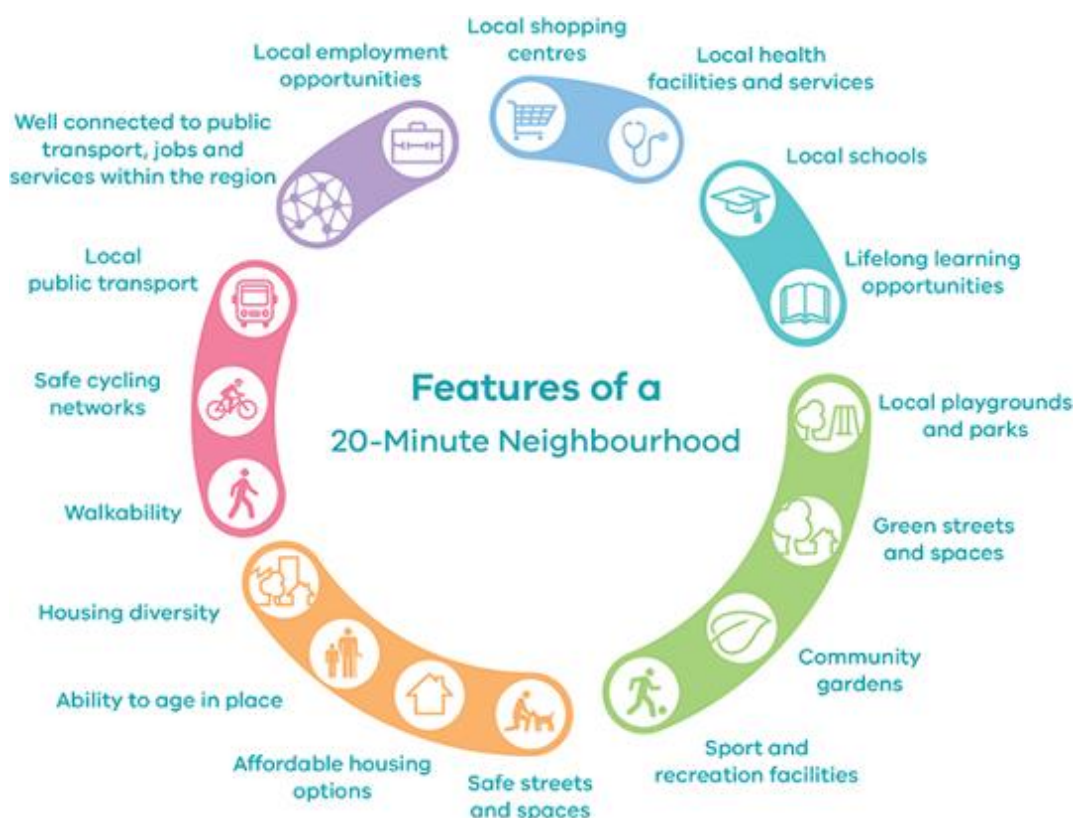 Local shopping
centres
Local health
facilities and services
Local schools
Lifelong learning
opportunities
Local playgrounds
and parks
Green streets
and spaces
Community
gardens
Sport and
recreation facilities
Safe streets
and spaces
Affordable housing
options
Ability to age in place
Housing diversity
Walkability
Safe cycling
networks
Local
public transport
Well connected to public
transport, jobs and
services within the region
Local employment
opportunities
Features of a
20-Minute Neighbourhood